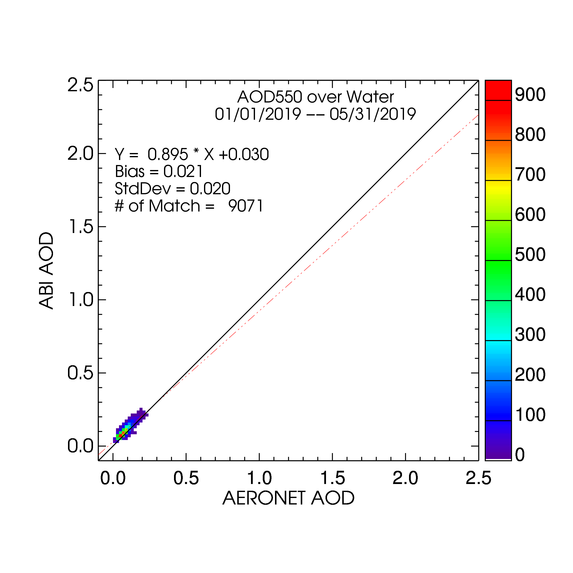 AOD550 over Water
01/01/2019 -- 05/31/2019
Y = 0.895 * X +0.030
Bias = 0.021
StdDev = 0.020
# of Match = 9071
2.5
2.0
1.5
1.0
0.5
0.0
ABI AOD
0.0 0.5 1.0 1.5 2.0 2.5
AERONET AOD
900
800
700
600
500
400
300
200
100
0